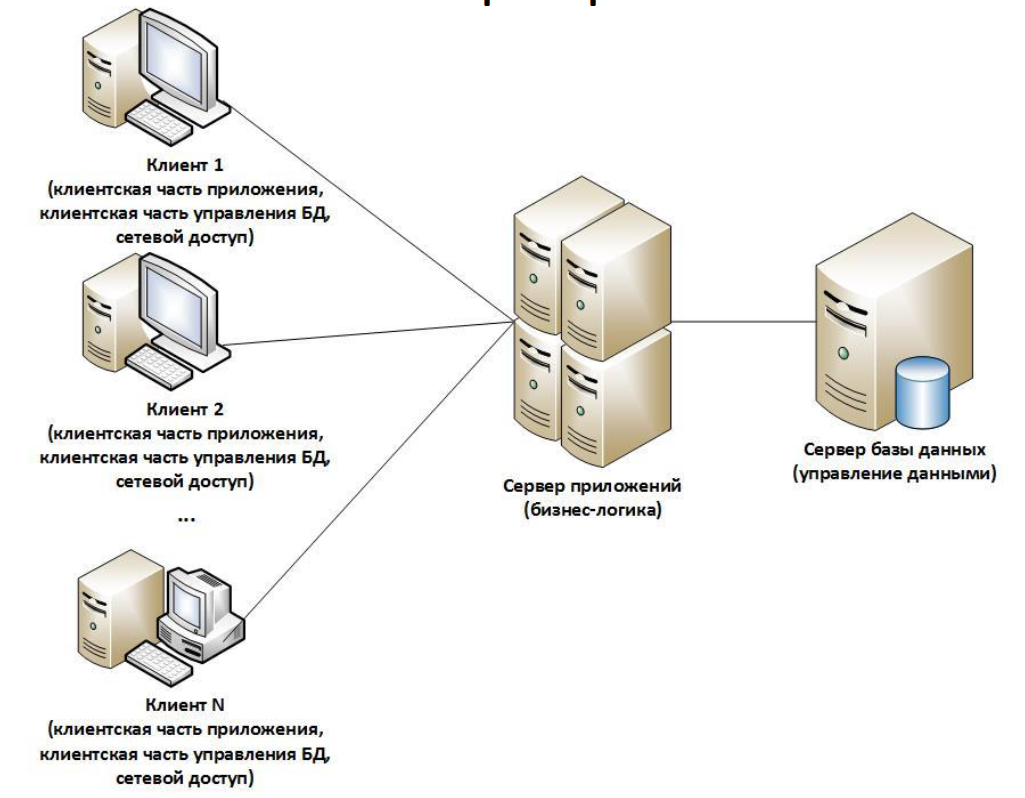 Клиент 1
(клиентская часть приложения,
клиентская часть управления БД,
сетевой доступ)
Клиент 2
(клиентская часть приложения,
клиентская часть управления БД,
сетевой доступ)
...
Клиент N
(клиентская часть приложения,
клиентская часть управления БД,
сетевой доступ)
Сервер приложений
(бизнес-логика)
Сервер базы данных
(управление данными)